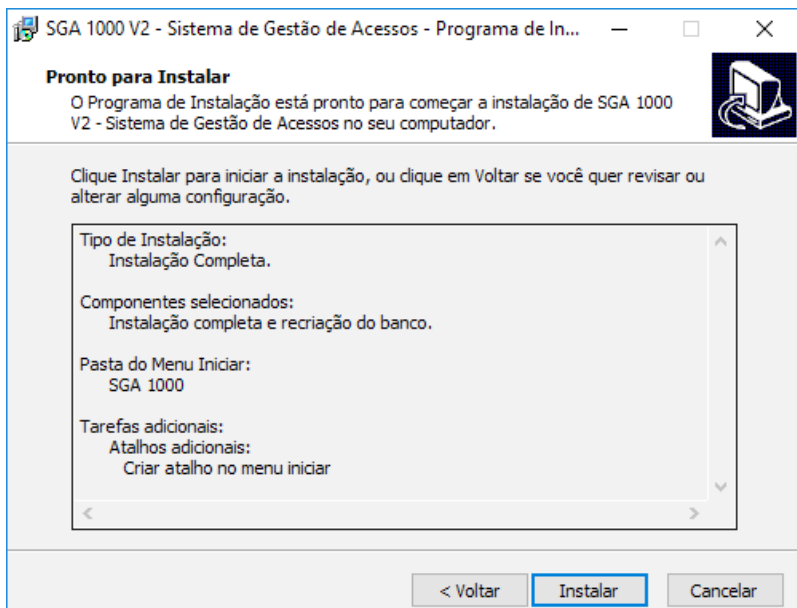 SGA 1000 V2 - Sistema de Gestão de Acessos - Programa de In...
Pronto para Instalar
O Programa de Instalação está pronto para começar a instalação de SGA 1000
V2 - Sistema de Gestão de Acessos no seu computador.
Clique Instalar para iniciar a instalação, ou clique em Voltar se você quer revisar ou
alterar alguma configuração.
Tipo de Instalação:
Instalação Completa.
Componentes selecionados:
Instalação completa e recriação do banco.
Pasta do Menu Iniciar:
SGA 1000
Tarefas adicionais:
Atalhos adicionais:
Criar atalho no menu iniciar
< Voltar
Instalar
Cancelar